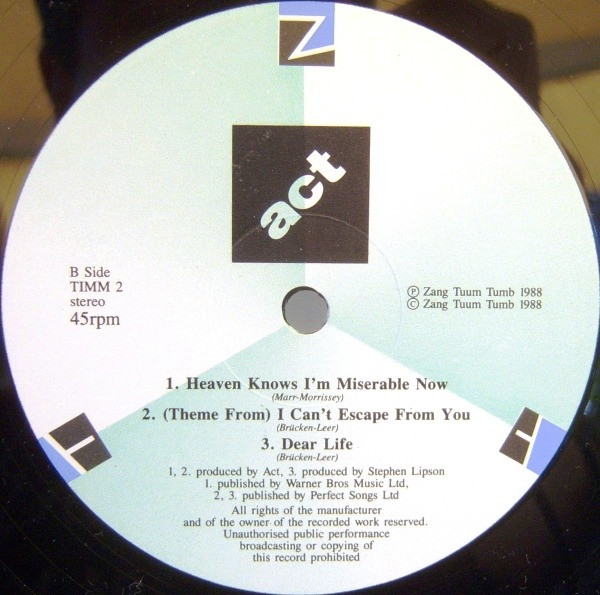 Z
act
B Side
TIMM 2
stereo
45rpm
Ⓟ Zang Tuum Tumb 1988
© Zang Tuum Tumb 1988
1. Heaven Knows I'm Miserable Now
(Marr-Morrissey)
2. (Theme From) I Can't Escape From You
(Brücken-Leer)
3. Dear Life
(Brücken-Leer)
1, 2. produced by Act, 3. produced by Stephen Lipson
1. published by Warner Bros Music Ltd,
2, 3. published by Perfect Songs Ltd
All rights of the manufacturer
and of the owner of the recorded work reserved.
Unauthorised public performance
broadcasting or copying of
this record prohibited
T
T